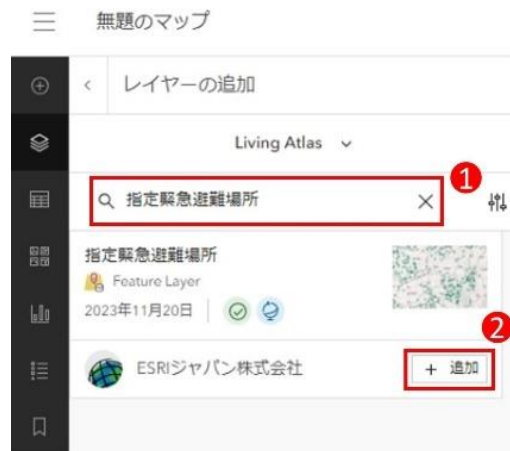 無題のマップ
レイヤーの追加
Living Atlas
1
指定緊急避難場所
指定緊急避難場所
Feature Layer
2023年11月20日
2
ESRIジャパン株式会社
+ 追加